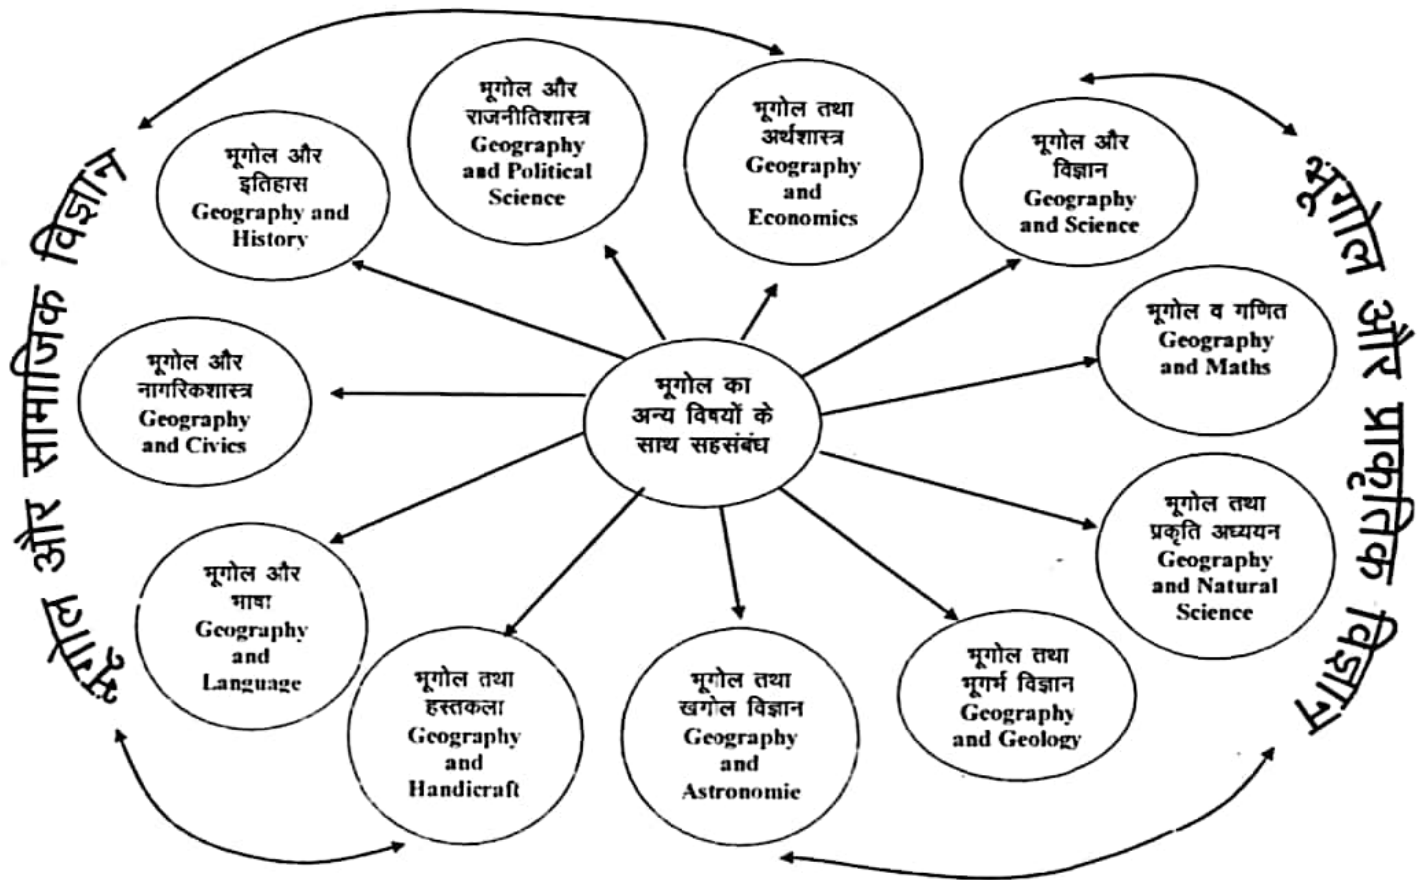 भूगोल और सामाजिक विज्ञान
भूगोल और
इतिहास
Geography and
History
भूगोल और
राजनीतिशास्त्र
Geography
and Political
Science
भूगोल तथा
अर्थशास्त्र
Geography
and
Economics
भूगोल और
विज्ञान
Geography
and Science
भूगोल और प्राकृतिक विज्ञान
भूगोल व गणित
Geography
and Maths
भूगोल और
नागरिकशास्त्र
Geography
and Civics
भूगोल का
अन्य विषयों के
साथ सहसंबंध
भूगोल तथा
प्रकृति अध्ययन
Geography
and Natural
Science
भूगोल और
भाषा
Geography
and
Language
भूगोल तथा
हस्तकला
Geography
and
Handicraft
भूगोल तथा
खगोल विज्ञान
Geography
and
Astronomie
भूगोल तथा
भूगर्भ विज्ञान
Geography
and Geology